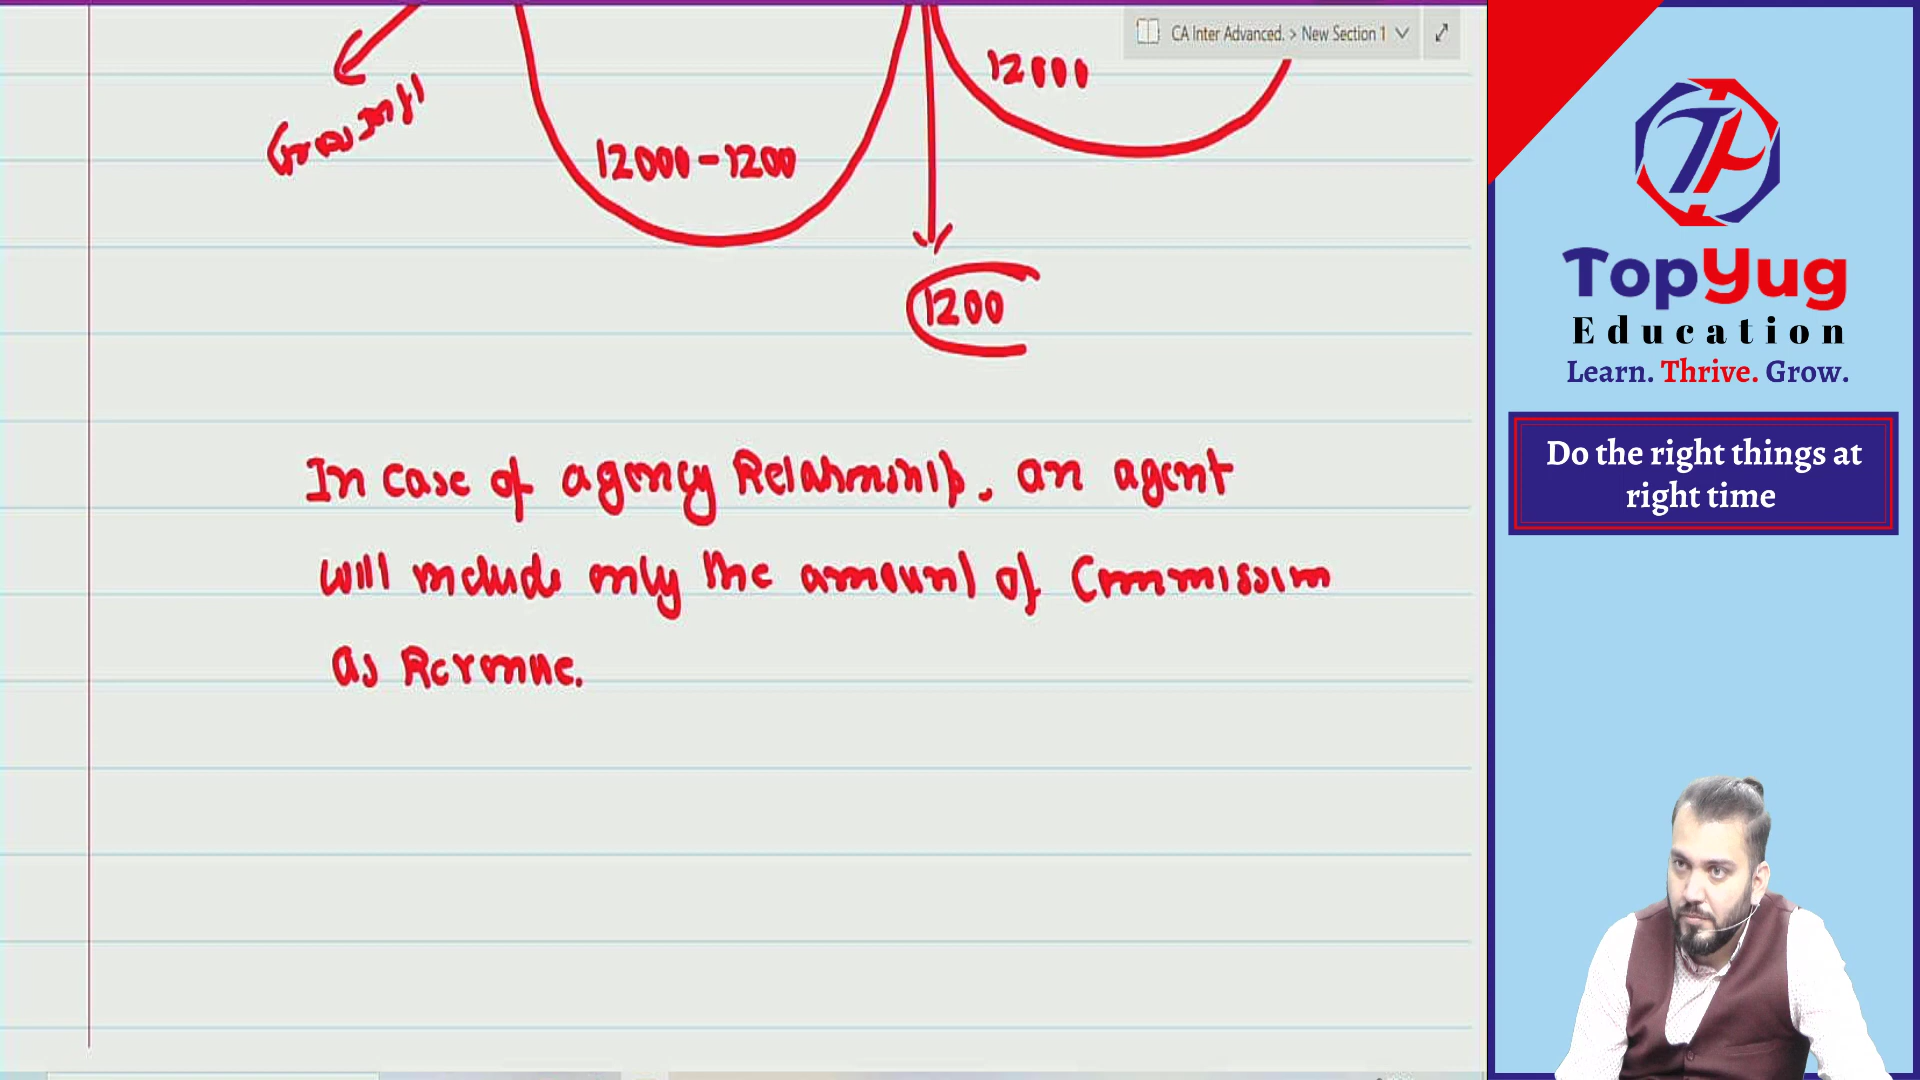 CA Inter Advanced. > New Section 1
12000
12000-1200
1200
In case of agency Relationship, an agent
will include only the amount of Commission
as Revenue.
TopYug
Education
Learn. Thrive. Grow.
Do the right things at
right time